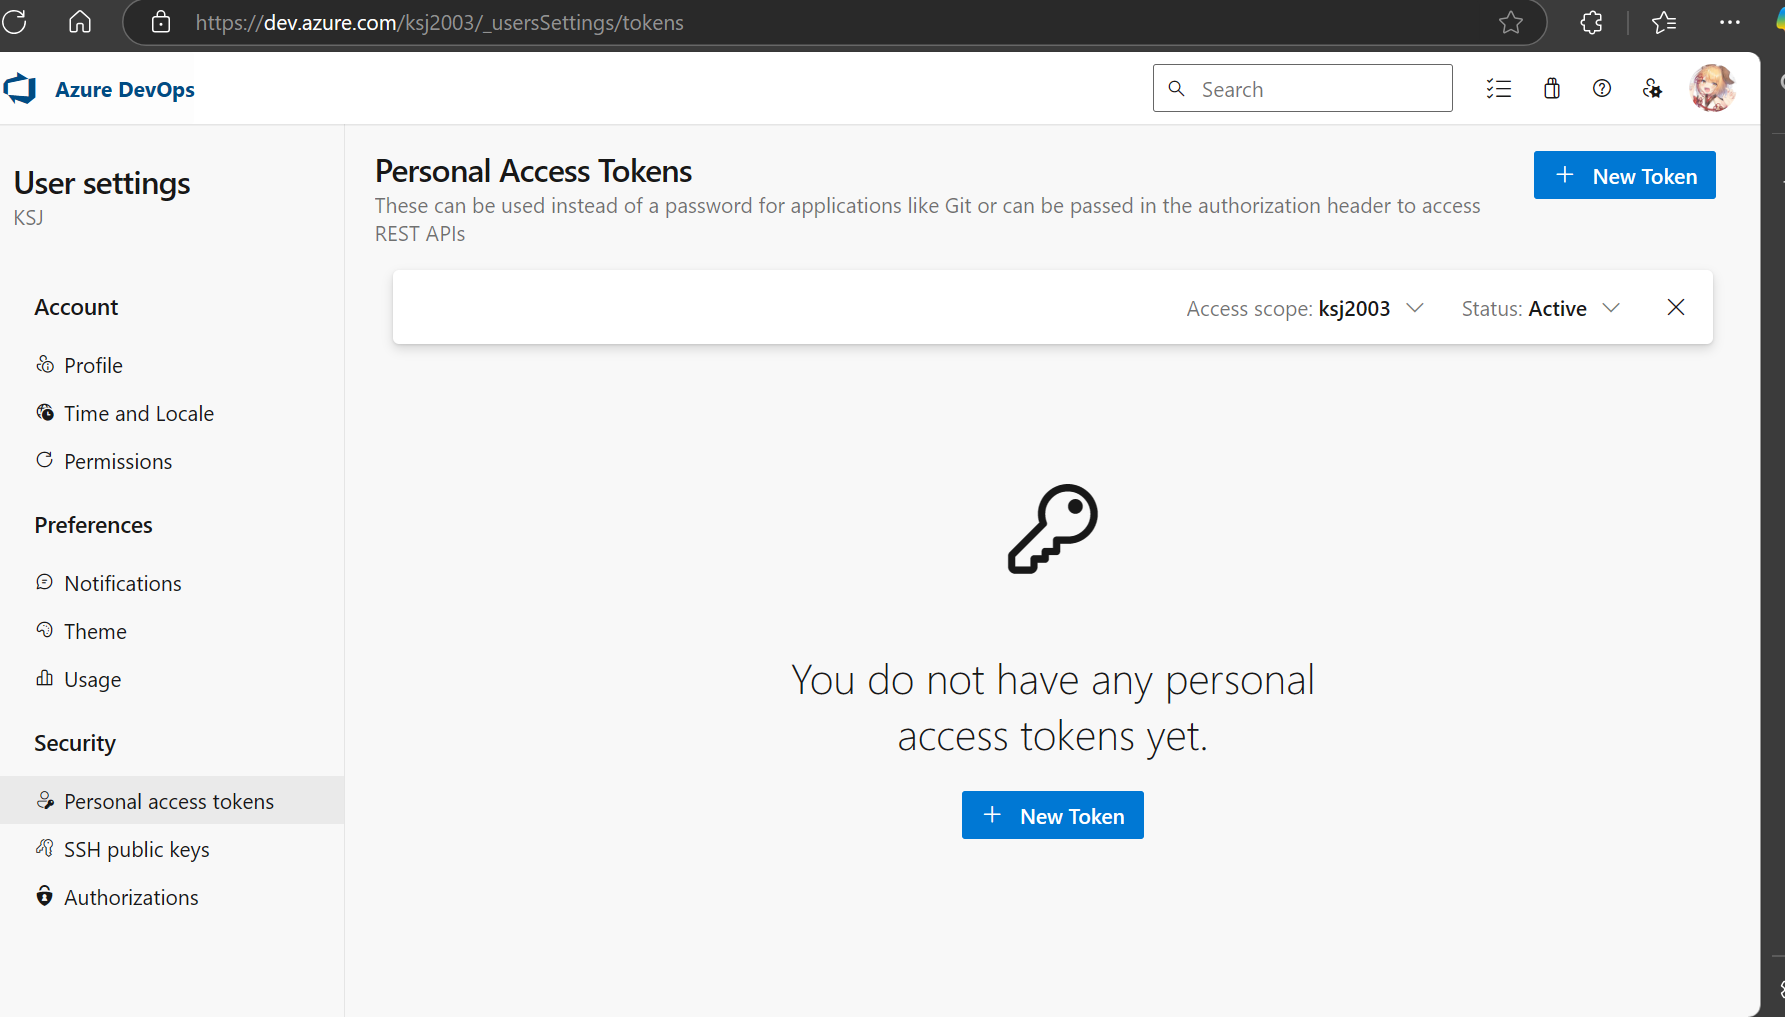 https://dev.azure.com/ksj2003/_usersSettings/tokens
Azure DevOps
Search
User settings
KSJ
Account
Profile
Time and Locale
Permissions
Preferences
Notifications
Theme
Usage
Security
Personal access tokens
SSH public keys
Authorizations
Personal Access Tokens
These can be used instead of a password for applications like Git or can be passed in the authorization header to access
REST APIs
+ New Token
Access scope: ksj2003
Status: Active
You do not have any personal
access tokens yet.
+ New Token